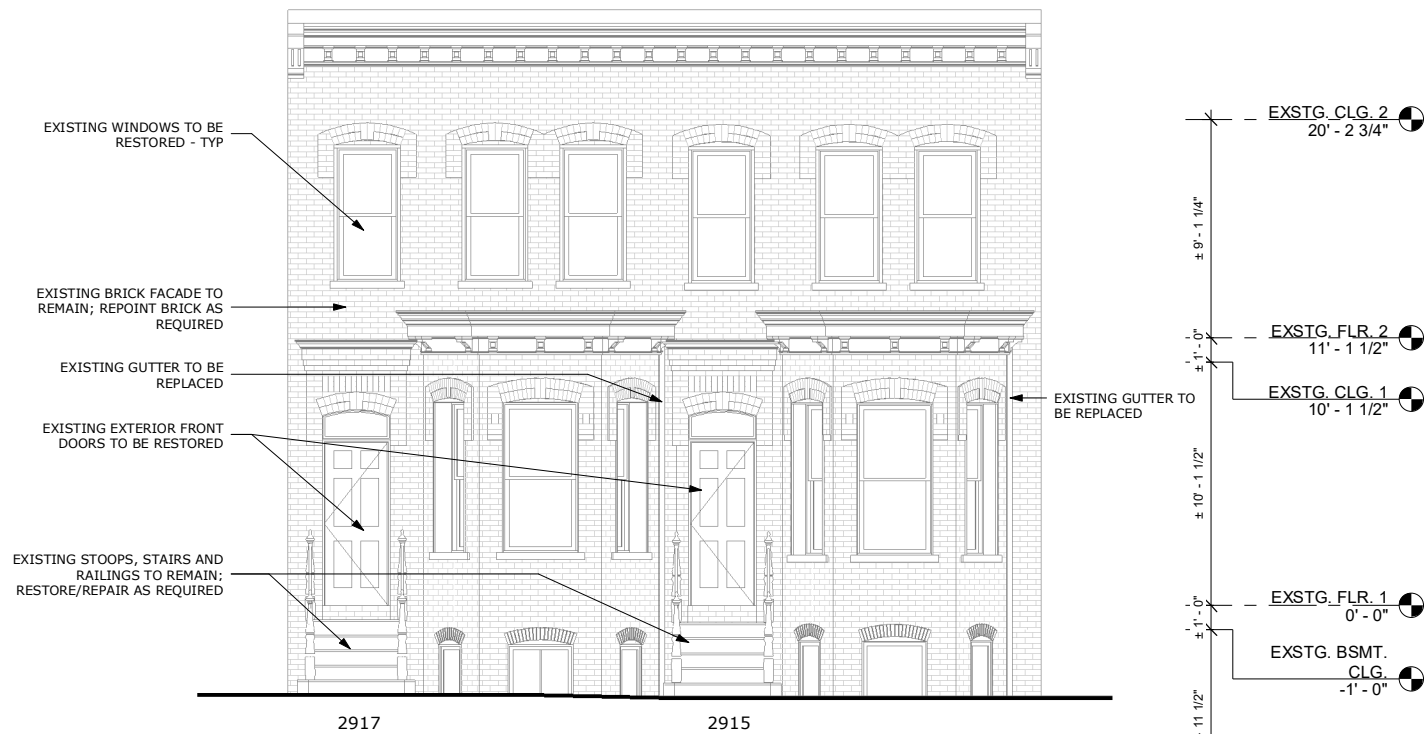 EXISTING WINDOWS TO BE
RESTORED - TYP
EXISTING BRICK FACADE TO
REMAIN; REPOINT BRICK AS
REQUIRED
EXISTING GUTTER TO BE
REPLACED
EXISTING EXTERIOR FRONT
DOORS TO BE RESTORED
EXISTING STOOPS, STAIRS AND
RAILINGS TO REMAIN;
RESTORE/REPAIR AS REQUIRED
EXISTING GUTTER TO
BE REPLACED
2917
2915
EXSTG. CLG. 2
20' - 2 3/4"
± 9' - 1 1/4"
EXSTG. FLR. 2
11' - 1 1/2"
± 1' - 0"
EXSTG. CLG. 1
10' - 1 1/2"
± 10' - 1 1/2"
EXSTG. FLR. 1
0' - 0"
± 1' - 0"
EXSTG. BSMT.
CLG.
-1' - 0"
11 1/2"